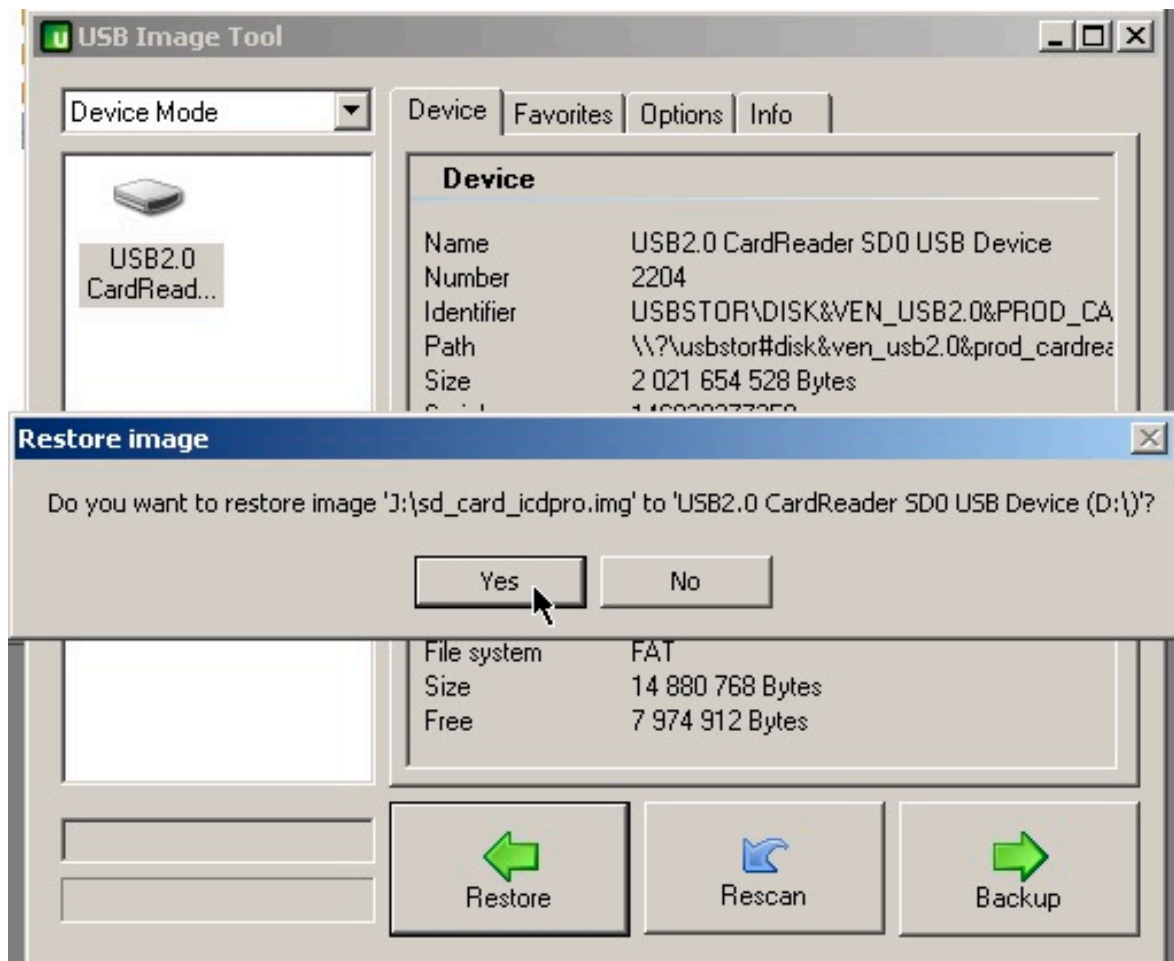 USB Image Tool
Device Mode
Device Favorites Options Info
USB2.0
CardRead...
Device
Name USB2.0 CardReader SD0 USB Device
Number 2204
Identifier USBSTOR\DISK&VEN_USB2.0&PROD_CA
Path \\?\usbstor#disk&ven_usb2.0&prod_cardrea
Size 2 021 654 528 Bytes
Restore image
Do you want to restore image 'J:\sd_card_icdpro.img' to 'USB2.0 CardReader SD0 USB Device (D:\)'?
Yes No
File system FAT
Size 14 880 768 Bytes
Free 7 974 912 Bytes
Restore Rescan Backup